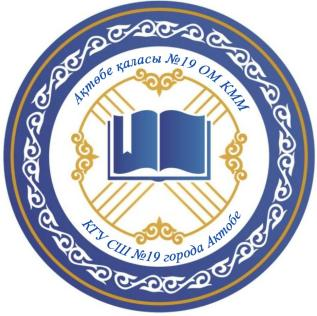 Ақтөбе қаласы №19 ОМ КММ
КГУ СШ №19 города Актобе